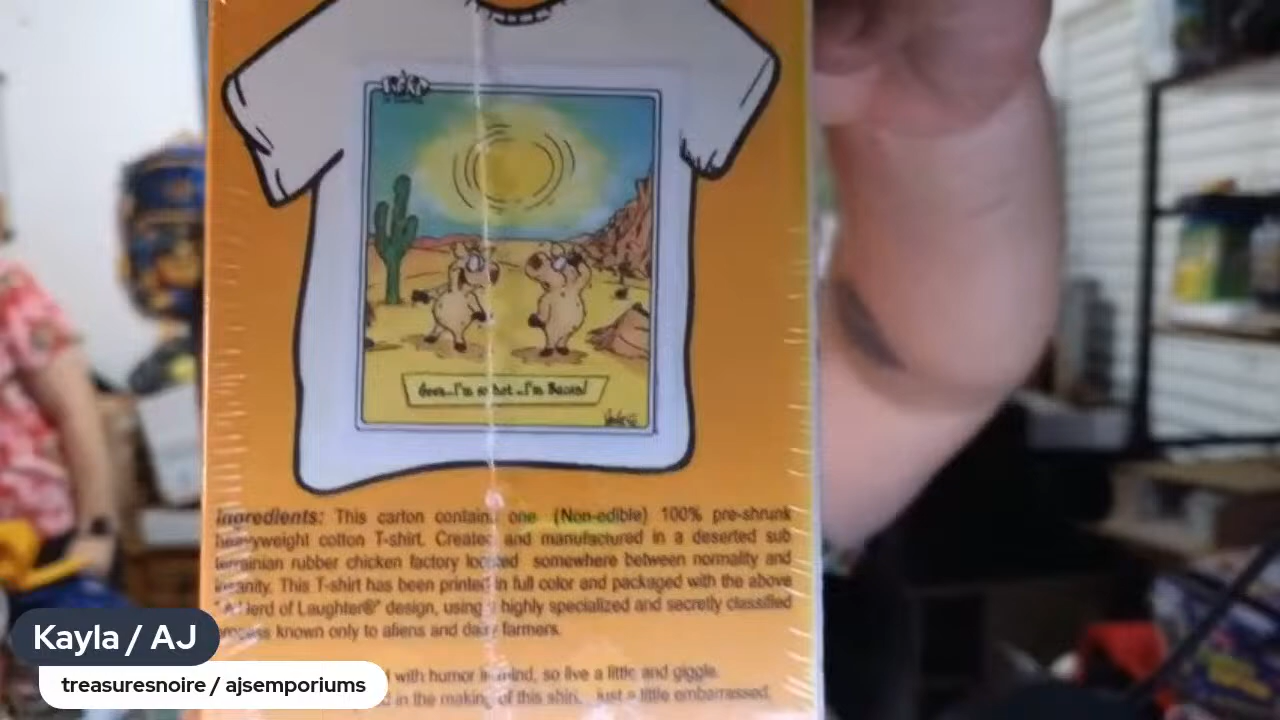 Geez...I'm so hot...I'm Bacon!
Ingredients: This carton contains one (Non-edible) 100% pre-shrunk
heavyweight cotton T-shirt. Created and manufactured in a deserted sub
terrainian rubber chicken factory located somewhere between normality and
insanity. This T-shirt has been printed in full color and packaged with the above
"A Herd of Laughter®" design, using a highly specialized and secretly classified
process known only to aliens and dairy farmers.
with humor in mind, so live a little and giggle.
in the making of this shirt, just a little embarrassed.
Kayla / AJ
treasuresnoire / ajsemporiums